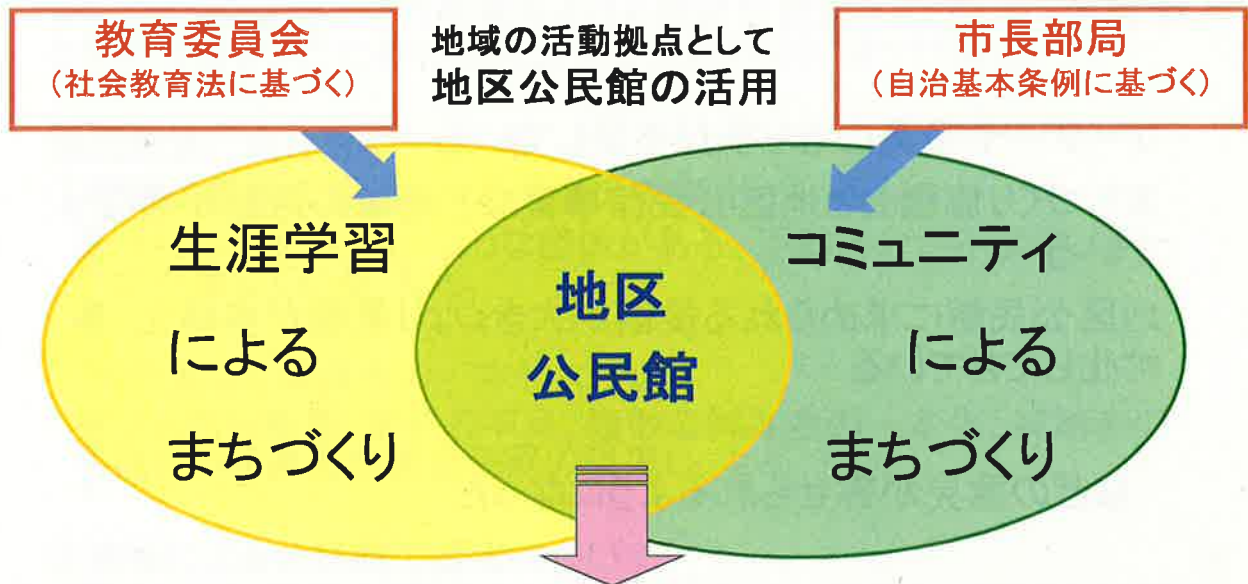 教育委員会
(社会教育法に基づく)
地域の活動拠点として
地区公民館の活用
市長部局
(自治基本条例に基づく)
生涯学習
による
まちづくり
地区
公民館
コミュニティ
による
まちづくり